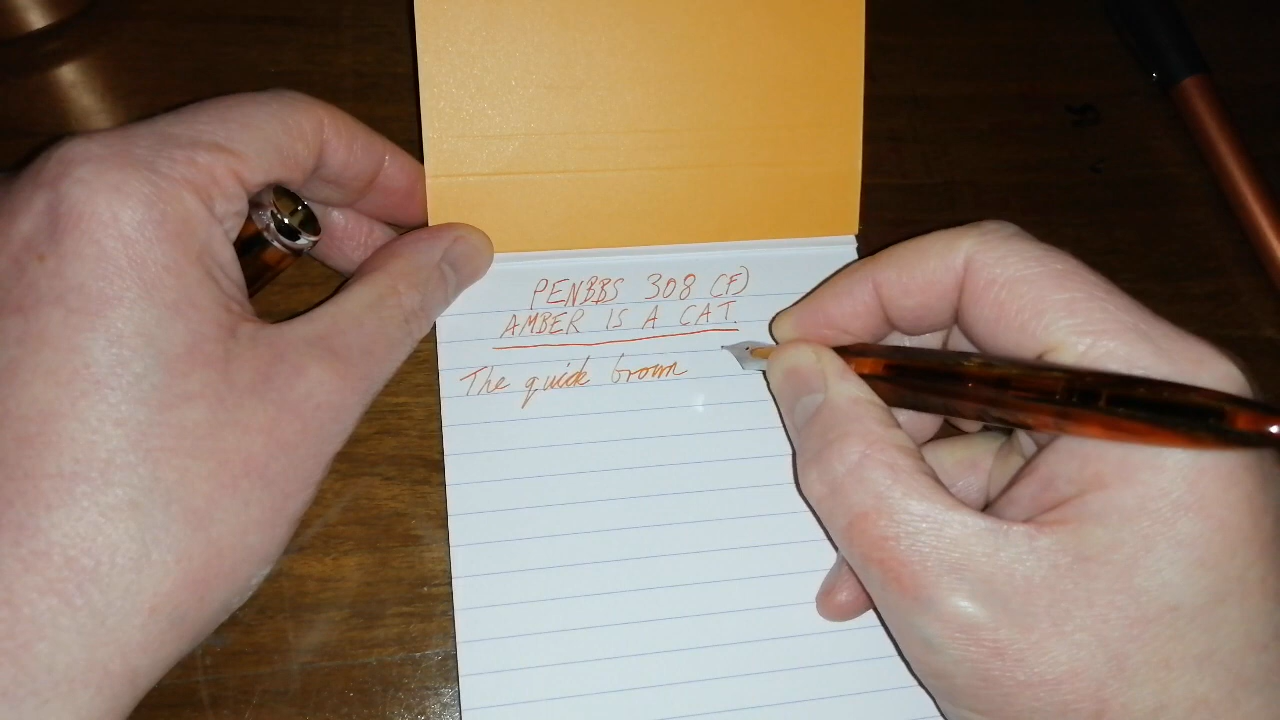 PENBBS 308 (F)
AMBER IS A CAT.
The quick brown